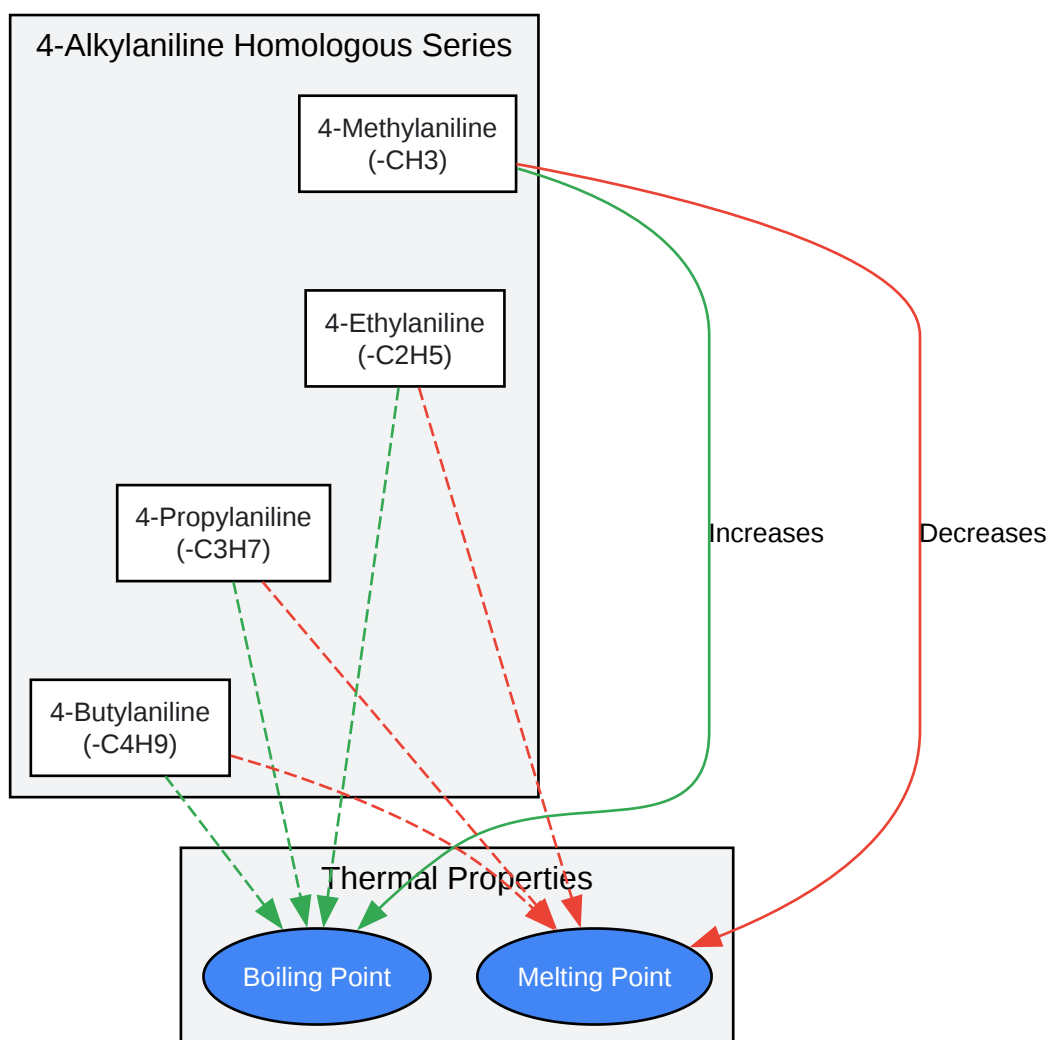 4-Alkylaniline Homologous Series
4-Methylaniline
(-CH3)
4-Ethylaniline
(-C2H5)
4-Propylaniline
(-C3H7)
Increases
Decreases
4-Butylaniline
(-C4H9)
Thermal Properties
Boiling Point
Melting Point